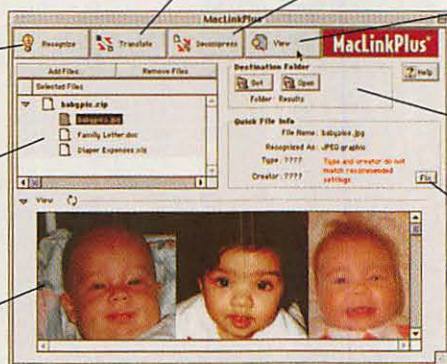 MacLinkPlus
Recognize
Translate
Decompress
View
MacLinkPlus®
Add Files:
Remove Files
Selected Files
babypic.zip
babypics.jpg
Family Letter.doc
Diaper Expenses.xls
Destination Folder
Set
Open
Folder: Results
? Help
Quick File Info
File Name: babypics.jpg
Recognized As: JPEG graphic
Type: ????
Creator: ????
Type and creator do not
match recommended
settings.
Fix
View